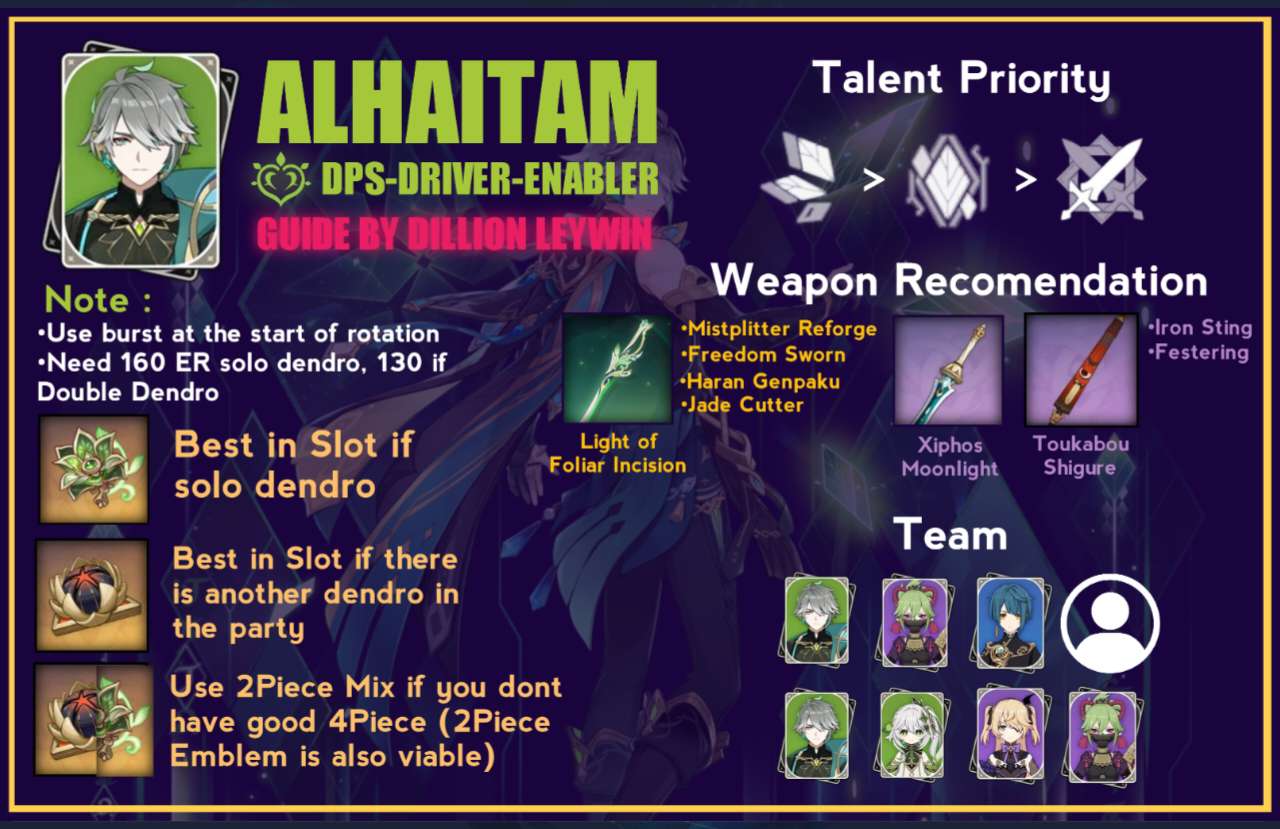 ALHAITAM
DPS-DRIVER-ENABLER
GUIDE BY DILLION LEYWIN
Note :
•Use burst at the start of rotation
•Need 160 ER solo dendro, 130 if
Double Dendro
Best in Slot if
solo dendro
Best in Slot if there
is another dendro in
the party
Use 2Piece Mix if you dont
have good 4Piece (2Piece
Emblem is also viable)
Talent Priority
> >
Weapon Recomendation
Light of
Foliar Incision
•Mistplitter Reforge
•Freedom Sworn
•Haran Genpaku
•Jade Cutter
Xiphos
Moonlight
Toukabou
Shigure
•Iron Sting
•Festering
Team